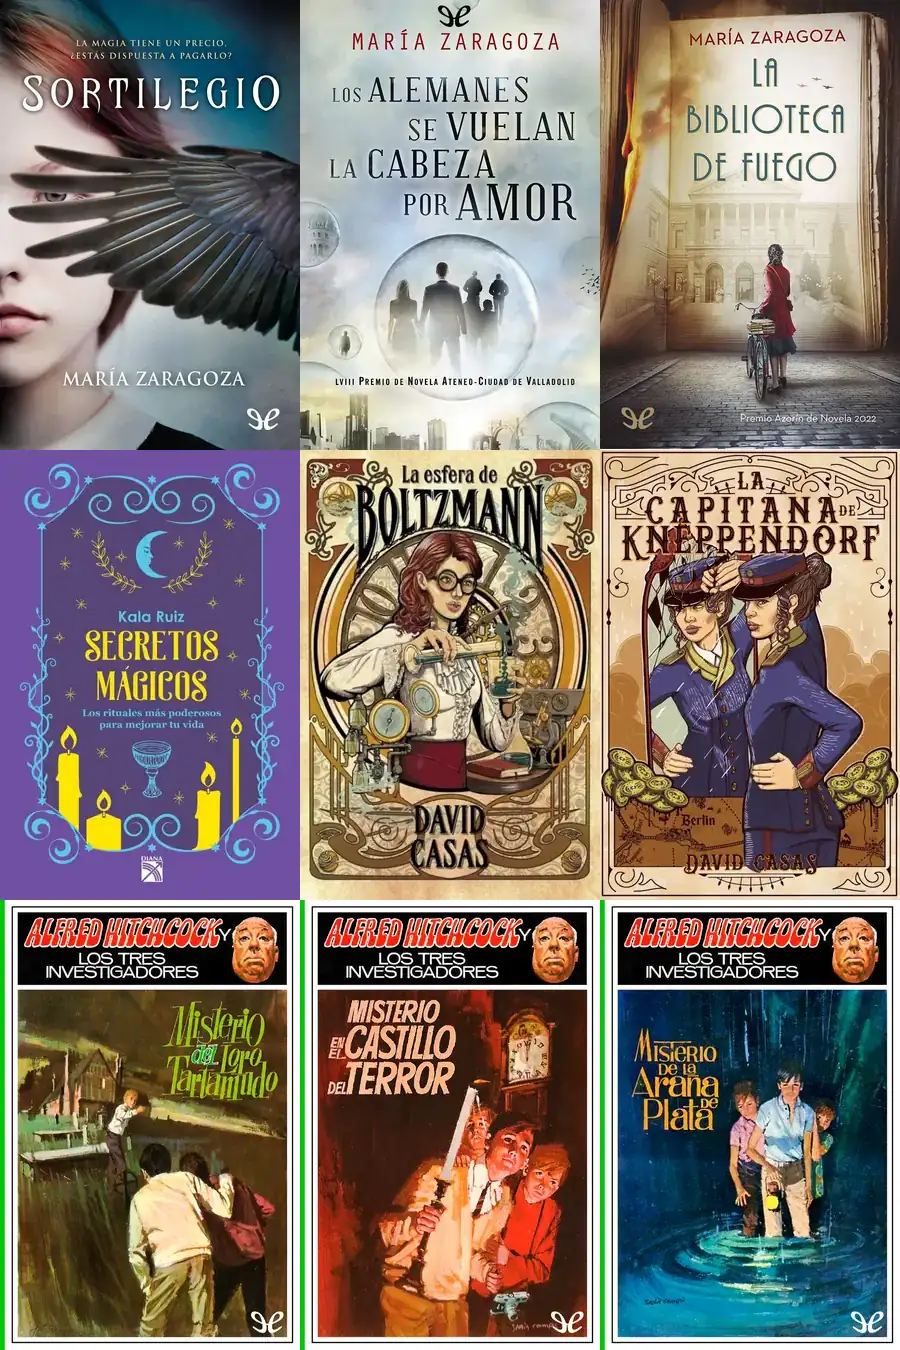 LA MAGIA TIENE UN PRECIO.
¿ESTÁS DISPUESTA A PAGARLO?
SORTILEGIO
MARÍA ZARAGOZA
MARÍA ZARAGOZA
LOS ALEMANES
SE VUELAN
LA CABEZA
POR AMOR
LVIII PREMIO DE NOVELA ATENEO-CIUDAD DE VALLADOLID
MARÍA ZARAGOZA
LA
BIBLIOTECA
DE FUEGO
Premio Azorín de Novela 2022
Kala Ruiz
SECRETOS
MÁGICOS
Los rituales más poderosos
para mejorar tu vida
DIANA
La esfera de
BOLTZMANN
DAVID
CASAS
LA
CAPITANA DE
KNEPPENDORF
Berlin
DAVID CASAS
ALFRED HITCHCOCK Y
LOS TRES
INVESTIGADORES
Misterio
del Loro
Tartamudo
ALFRED HITCHCOCK Y
LOS TRES
INVESTIGADORES
MISTERIO
EN EL CASTILLO
DEL TERROR
ALFRED HITCHCOCK Y
LOS TRES
INVESTIGADORES
MISTERIO
DE LA
ARAÑA
DE
PLATA